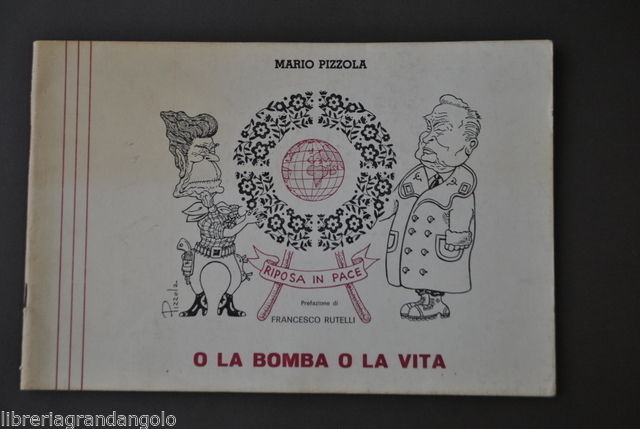 MARIO PIZZOLA
RIPOSA IN PACE
Pizzola
Prefazione di
FRANCESCO RUTELLI
O LA BOMBA O LA VITA
libreriagrandangolo